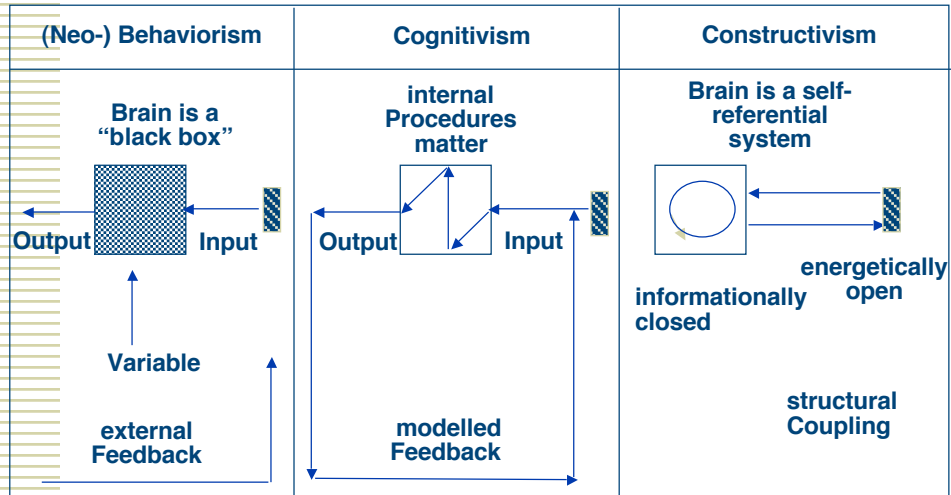 (Neo-) Behaviorism
Brain is a
“black box”
Output
Input
Variable
external
Feedback
Cognitivism
internal
Procedures
matter
Output
Input
modelled
Feedback
Constructivism
Brain is a self-
referential
system
energetically
open
informationally
closed
structural
Coupling